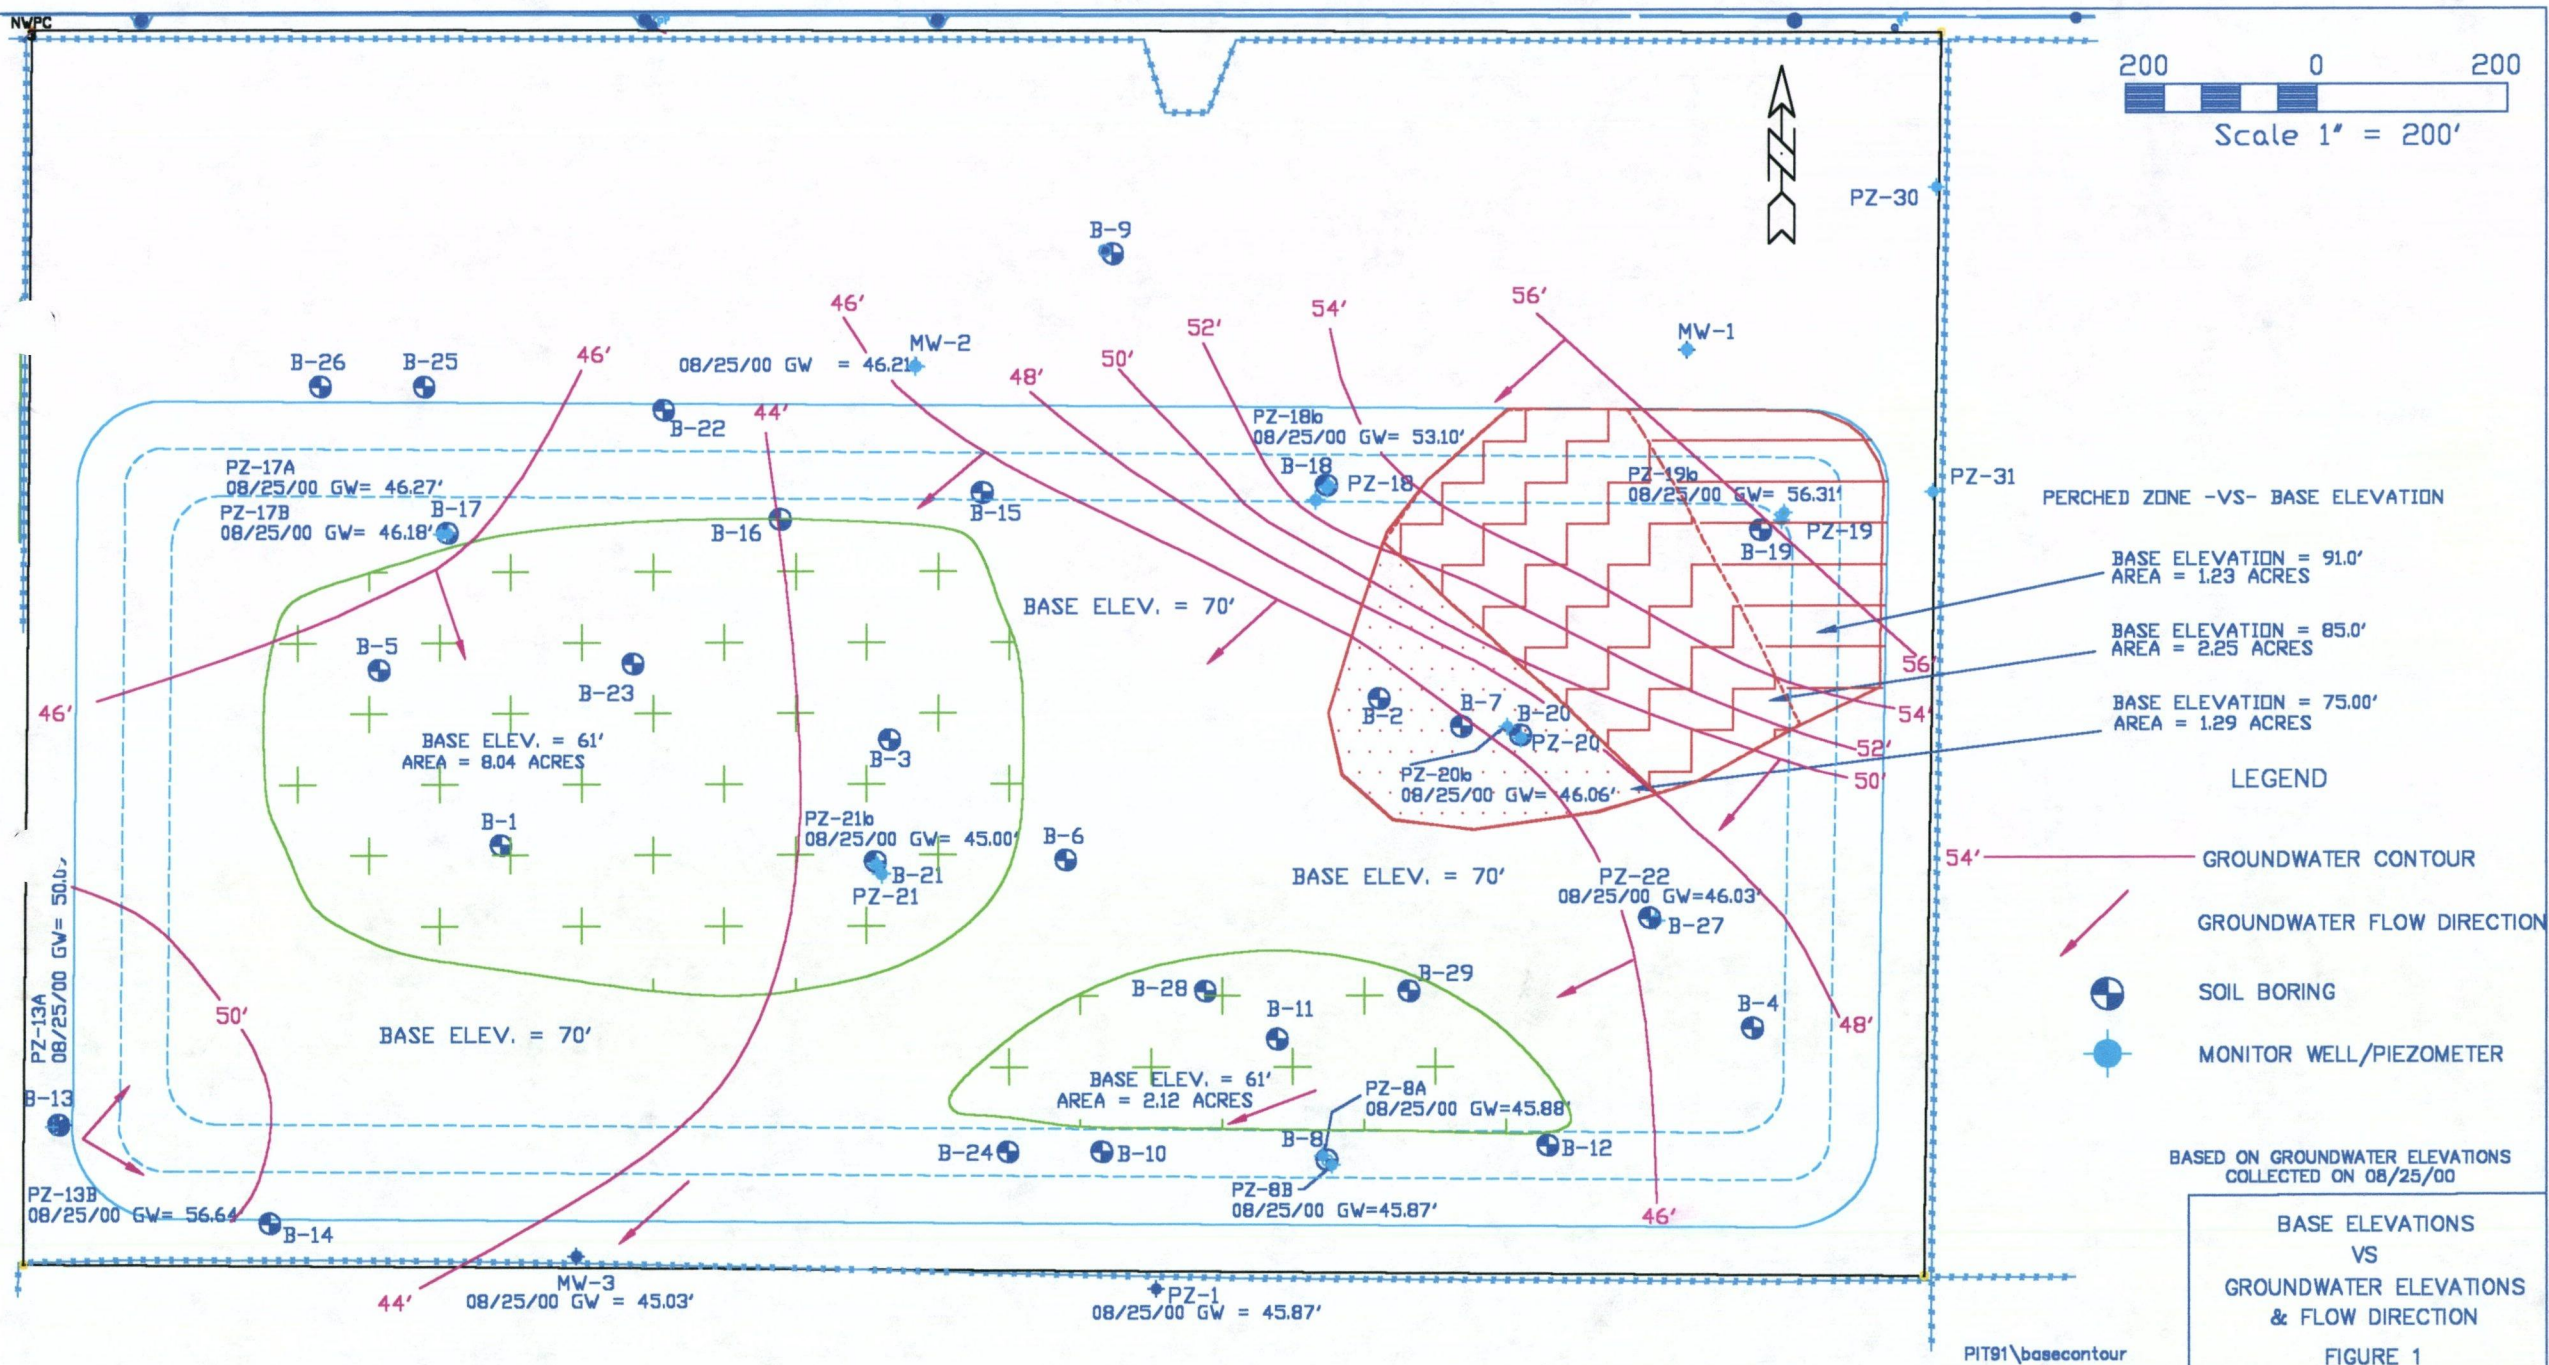 NWPC
200 0 200
Scale 1" = 200'
N
PZ-30
B-9
46'
54'
56'
52'
MW-1
MW-2
08/25/00 GW = 46.21
50'
46'
48'
B-26
B-25
44'
B-22
PZ-18b
08/25/00 GW= 53.10'
B-18
PZ-18
PZ-17A
08/25/00 GW= 46.27'
PZ-17B
08/25/00 GW= 46.18'
B-17
B-16
B-15
PZ-19b
08/25/00 GW= 56.31'
PZ-19
B-19
PZ-31
PERCHED ZONE -VS- BASE ELEVATION
BASE ELEVATION = 91.0'
AREA = 1.23 ACRES
BASE ELEVATION = 85.0'
AREA = 2.25 ACRES
BASE ELEVATION = 75.00'
AREA = 1.29 ACRES
BASE ELEV. = 70'
B-5
B-23
46'
56'
B-2
B-7
B-20
PZ-20
54'
52'
50'
BASE ELEV. = 61'
AREA = 8.04 ACRES
B-3
PZ-20b
08/25/00 GW= 46.06'
B-1
PZ-21b
08/25/00 GW= 45.00'
B-21
PZ-21
B-6
BASE ELEV. = 70'
PZ-22
08/25/00 GW=46.03'
B-27
LEGEND
54' GROUNDWATER CONTOUR
GROUNDWATER FLOW DIRECTION
SOIL BORING
MONITOR WELL/PIEZOMETER
PZ-13A
08/25/00 GW=
50'
BASE ELEV. = 70'
B-28
B-29
B-11
B-4
48'
BASE ELEV. = 61'
AREA = 2.12 ACRES
PZ-8A
08/25/00 GW=45.88'
B-13
B-24
B-10
B-8
B-12
PZ-8B
08/25/00 GW=45.87'
46'
PZ-13B
08/25/00 GW= 56.64
B-14
44'
MW-3
08/25/00 GW = 45.03'
PZ-1
08/25/00 GW = 45.87'
BASED ON GROUNDWATER ELEVATIONS
COLLECTED ON 08/25/00
BASE ELEVATIONS
VS
GROUNDWATER ELEVATIONS
& FLOW DIRECTION
FIGURE 1
PIT91\basecontour